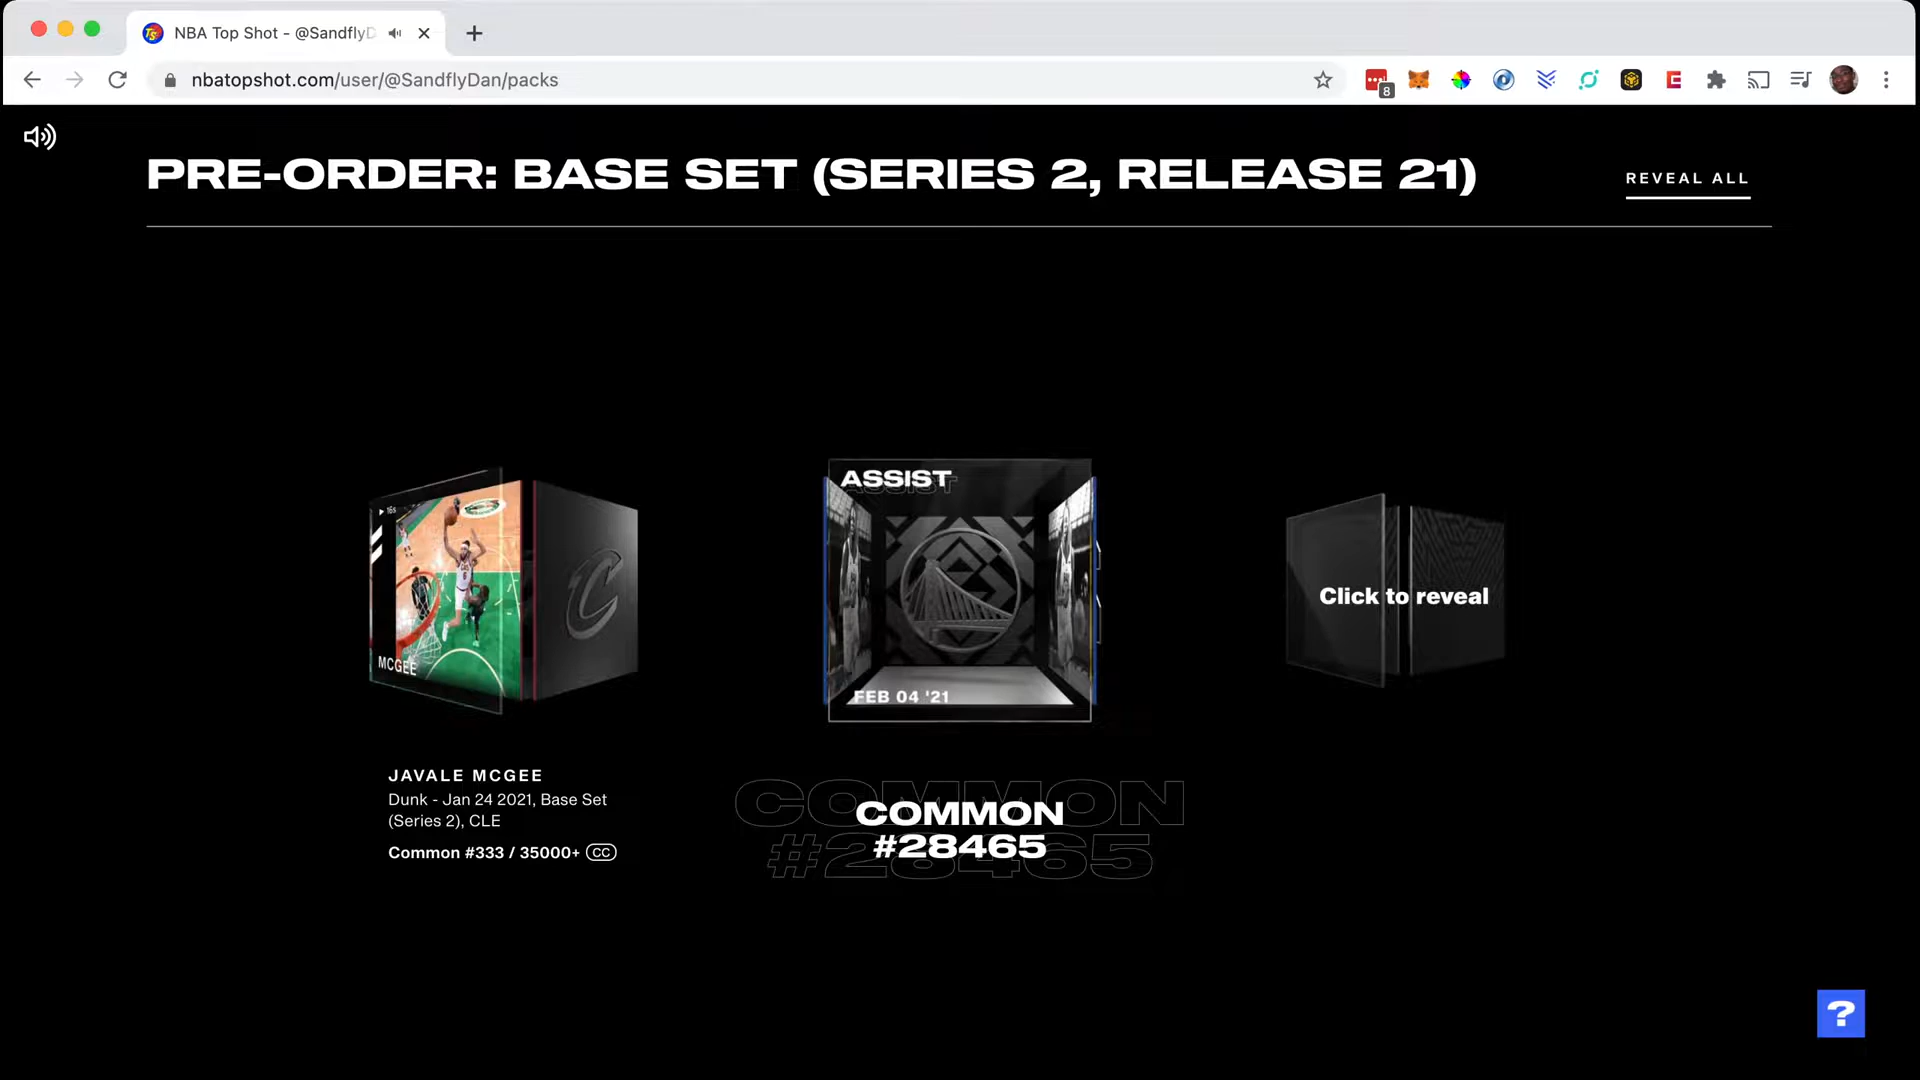 NBA Top Shot - @SandflyD
nbatopshot.com/user/@SandflyDan/packs
8
PRE-ORDER: BASE SET (SERIES 2, RELEASE 21)
REVEAL ALL
16s
MCGEE
ASSIST
FEB 04 '21
Click to reveal
JAVALE MCGEE
Dunk - Jan 24 2021, Base Set
(Series 2), CLE
Common #333 / 35000+ CC
COMMON
#28465
?